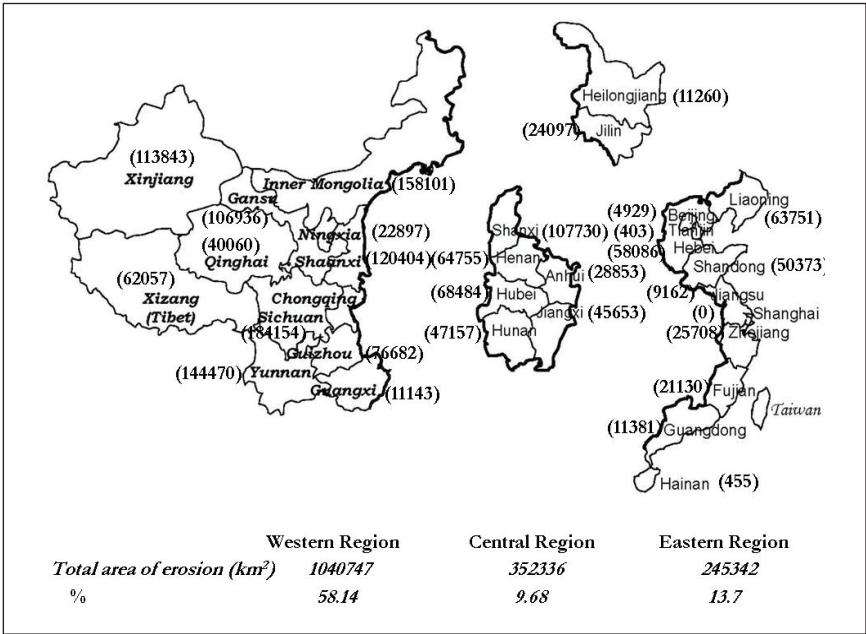 Heilongjiang (11260)
(24097) Jilin
(113843)
Xinjiang
Inner Mongolia (158101)
Gansu
(106936)
Ningxia (22897)
(40060)
Qinghai
Shaanxi (120404)
(62057)
Xizang
(Tibet)
Chongqing
Sichuan
(184154)
Guizhou (76682)
(144470) Yunnan
Guangxi (11143)
Shanxi (107730)
(64755) Henan
Anhui (28853)
(68484) Hubei
Jiangxi (45653)
(47157) Hunan
Liaoning
(63751)
(4929) Beijing
(403) Tianjin
(58086) Hebei
Shandong (50373)
(9162) Jiangsu
(0) Shanghai
(25708) Zhejiang
(21130) Fujian
Taiwan
(11381) Guangdong
Hainan (455)
Western Region Central Region Eastern Region
Total area of erosion (km²) 1040747 352336 245342
% 58.14 9.68 13.7